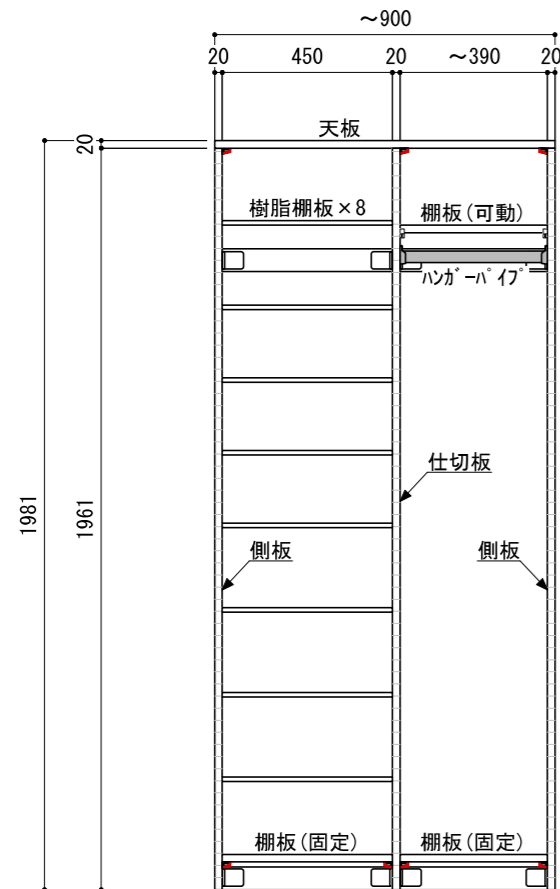 ～900
20 450 20 ～390 20
天板
20
樹脂棚板×8
棚板(可動)
ﾊﾝｶﾞｰﾊﾟｲﾌﾟ
仕切板
1981
1961
側板
側板
棚板(固定)
棚板(固定)